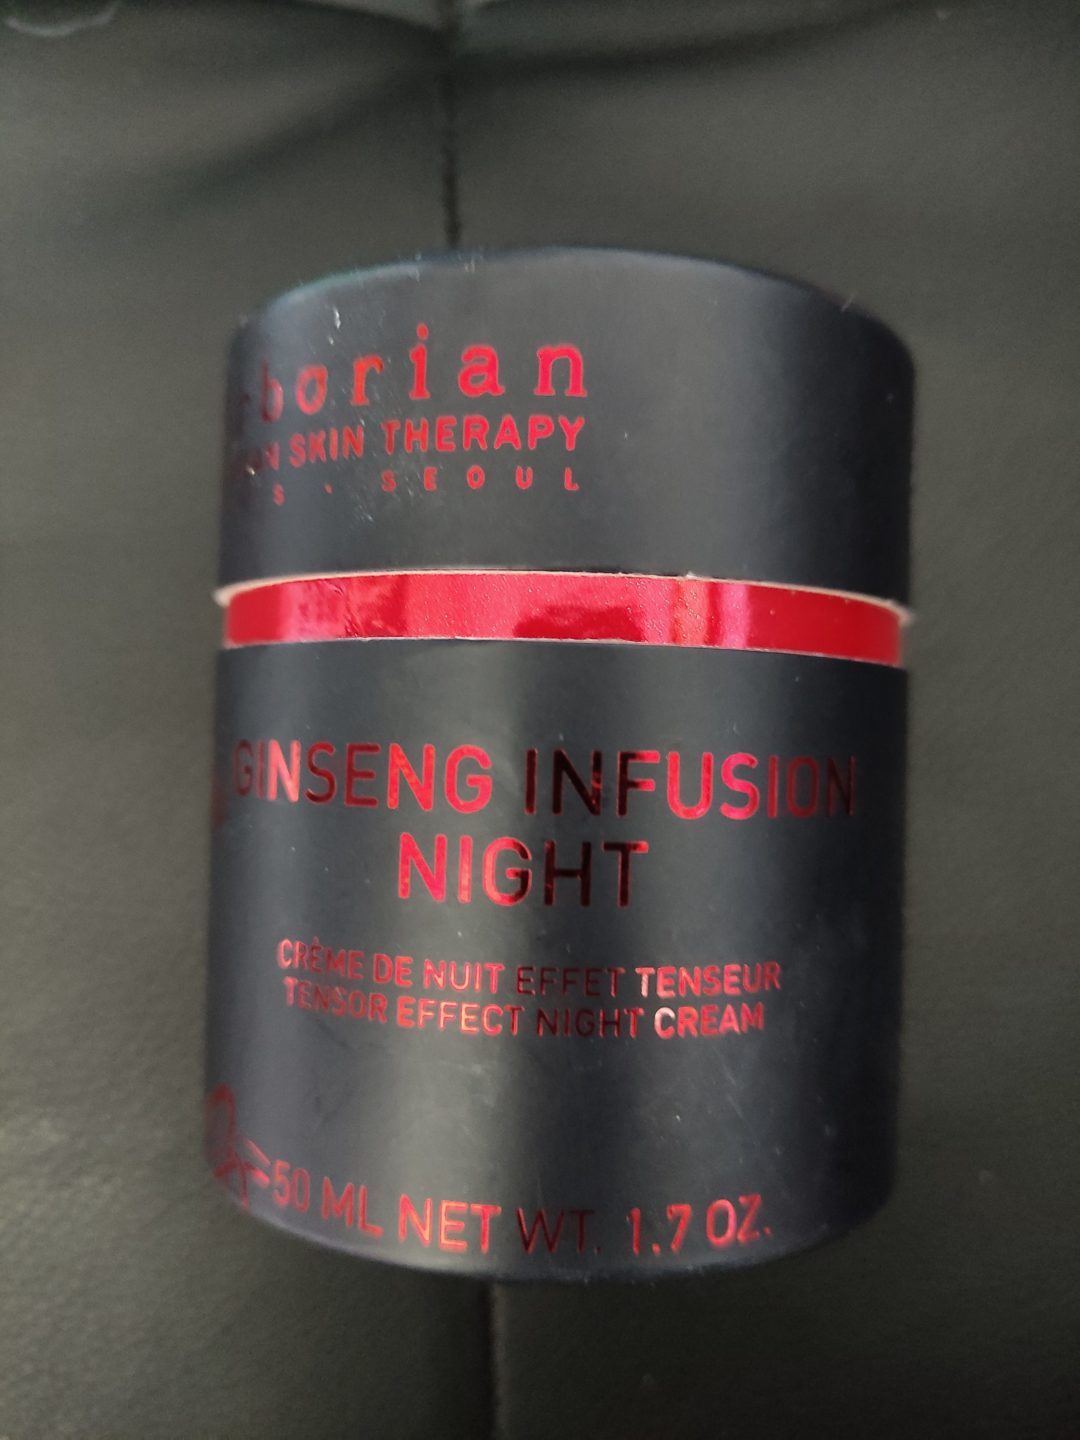 rborian
SKIN THERAPY
S · SEOUL
GINSENG INFUSION
NIGHT
CRÈME DE NUIT EFFET TENSEUR
TENSOR EFFECT NIGHT CREAM
50 ML NET WT. 1.7 OZ.